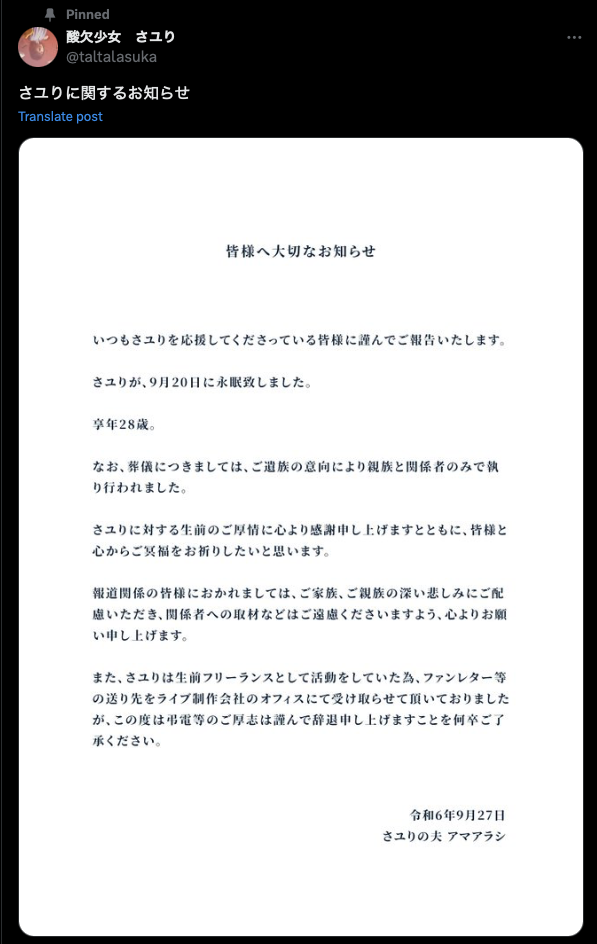 Pinned
酸欠少女 さユり
@taltalasuka
さユりに関するお知らせ
Translate post
皆様へ大切なお知らせ
いつもさユりを応援してくださっている皆様に謹んでご報告いたします。
さユりが、9月20日に永眠致しました。
享年28歳。
なお、葬儀につきましては、ご遺族の意向により親族と関係者のみで執
り行われました。
さユりに対する生前のご厚情に心より感謝申し上げますとともに、皆様と
心からご冥福をお祈りしたいと思います。
報道関係の皆様におかれましては、ご家族、ご親族の深い悲しみにご配
慮いただき、関係者への取材などはご遠慮くださいますよう、心よりお願
い申し上げます。
また、さユりは生前フリーランスとして活動をしていた為、ファンレター等
の送り先をライブ制作会社のオフィスにて受け取らせて頂いておりました
が、この度は弔電等のご厚志は謹んで辞退申し上げますことを何卒ご了
承ください。
令和6年9月27日
さユりの夫 アマアラシ